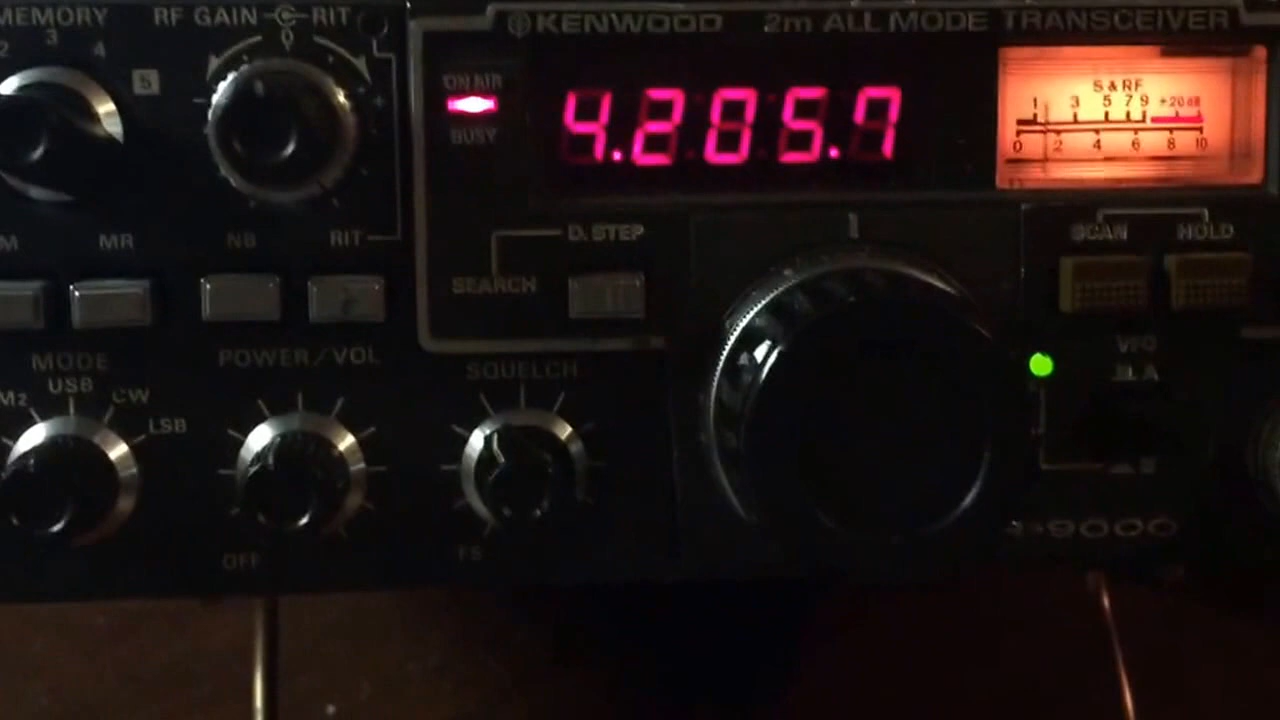 MEMORY RF GAIN RIT
KENWOOD 2m ALL MODE TRANSCEIVER
2 3 4 5
0
ON AIR
BUSY
4.205.7
S & RF
1 3 5 7 9 +20dB
0 2 4 6 8 10
M MR NB RIT
D. STEP
SEARCH
SCAN HOLD
MODE
POWER/VOL
SQUELCH
M2 USB CW
LSB
VFO
OFF
9000